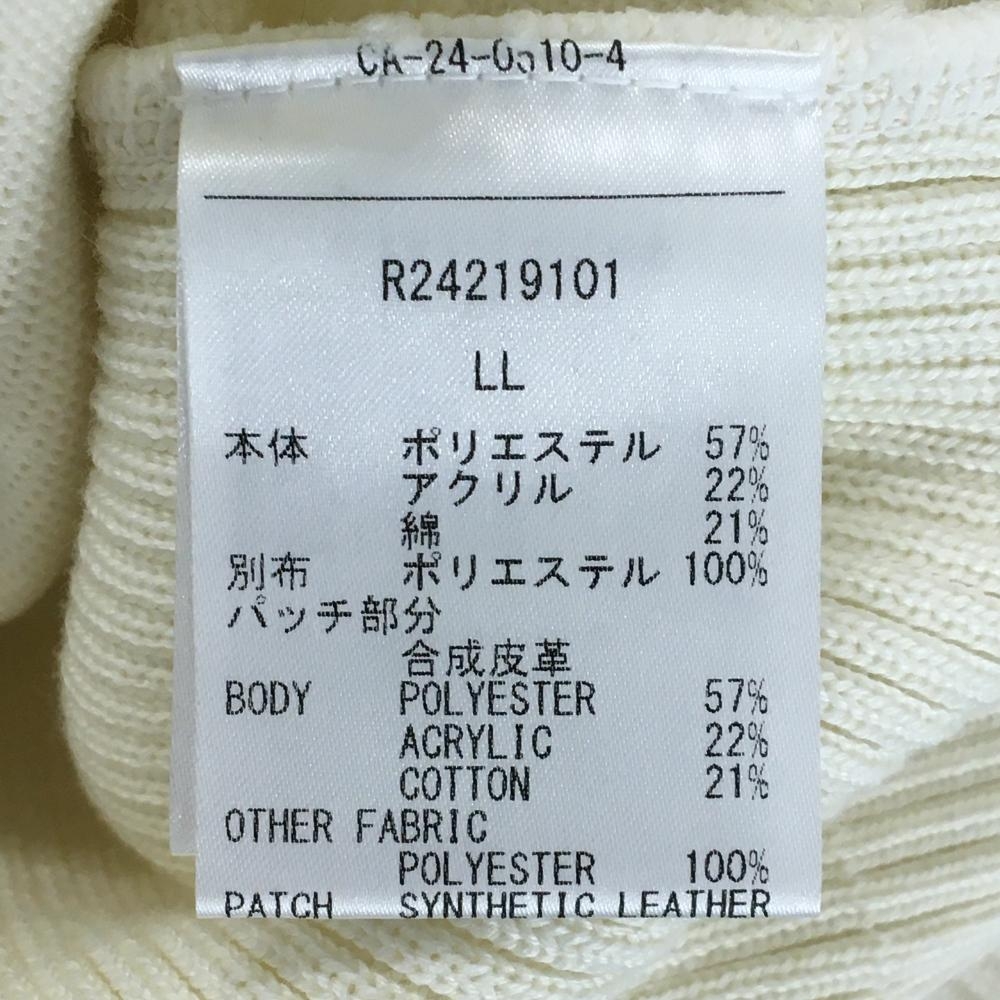 CA-24-0510-4
R24219101
LL
本体 ポリエステル 57%
アクリル 22%
綿 21%
別布 ポリエステル 100%
パッチ部分
合成皮革
BODY POLYESTER 57%
ACRYLIC 22%
COTTON 21%
OTHER FABRIC
POLYESTER 100%
PATCH SYNTHETIC LEATHER